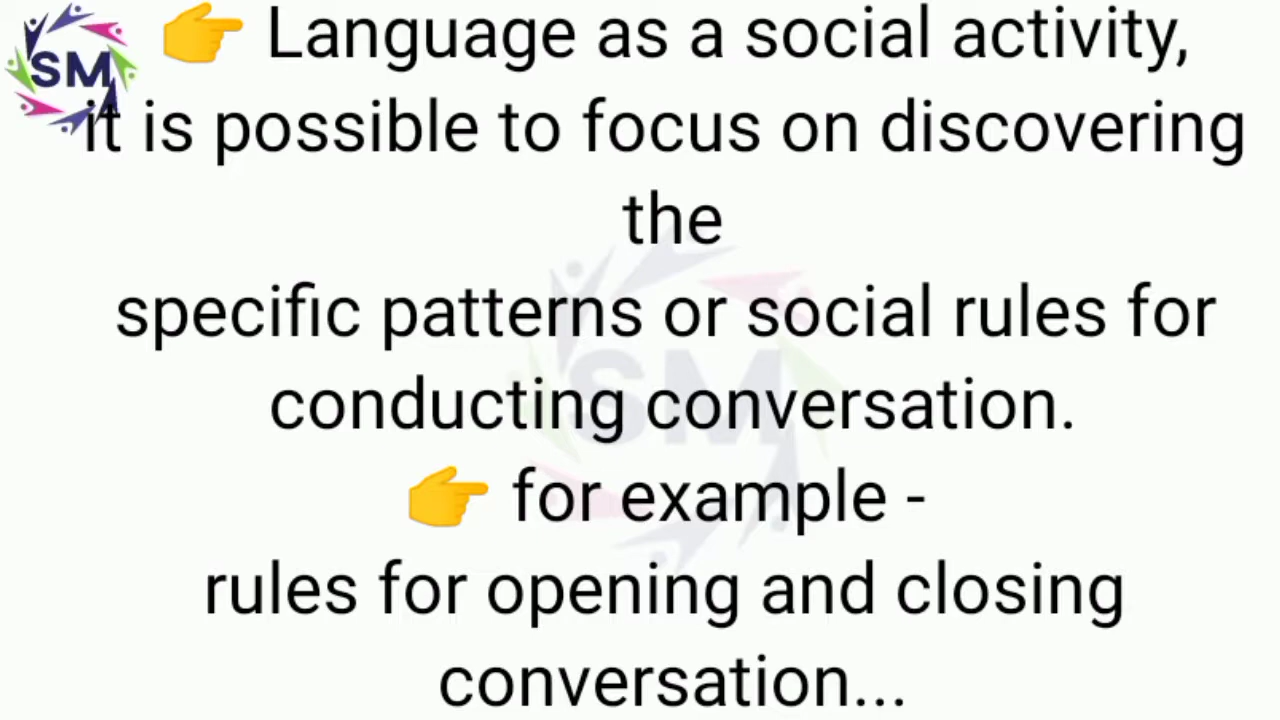 SM
👉 Language as a social activity,
it is possible to focus on discovering
the
specific patterns or social rules for
conducting conversation.
👉 for example -
rules for opening and closing
conversation...
SM